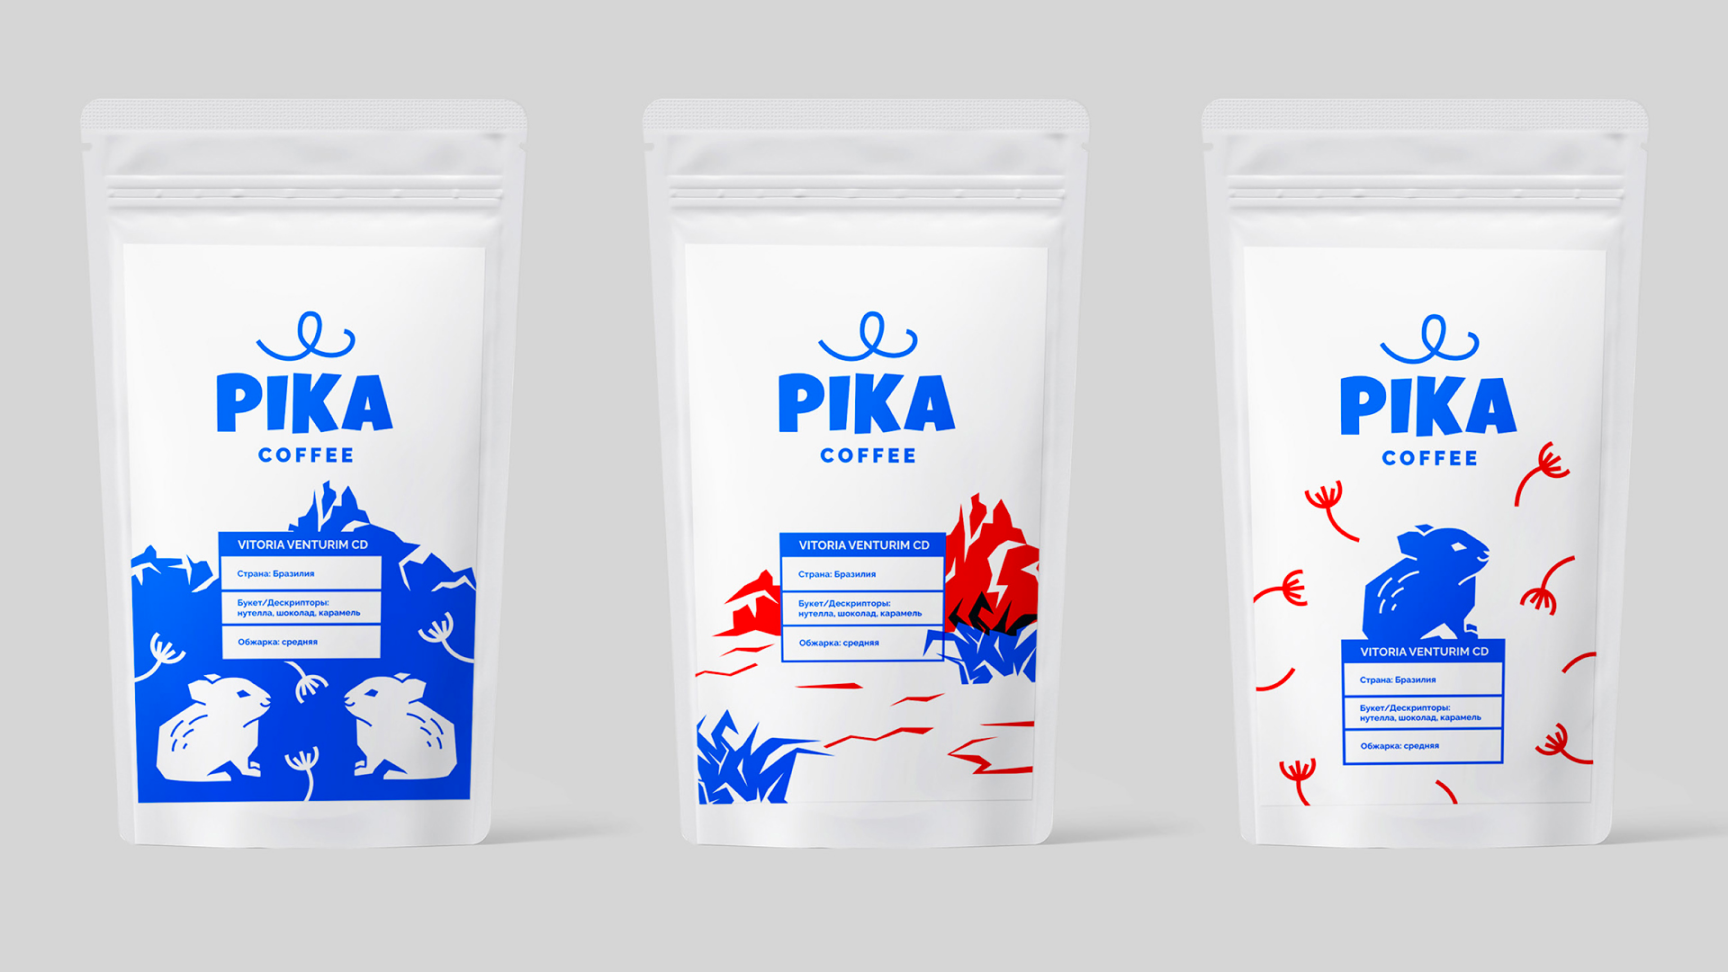 PIKA
COFFEE
VITORIA VENTURIM CD
Страна: Бразилия
Букет/Дескрипторы:
нутелла, шоколад, карамель
Обжарка: средняя
PIKA
COFFEE
VITORIA VENTURIM CD
Страна: Бразилия
Букет/Дескрипторы:
нутелла, шоколад, карамель
Обжарка: средняя
PIKA
COFFEE
VITORIA VENTURIM CD
Страна: Бразилия
Букет/Дескрипторы:
нутелла, шоколад, карамель
Обжарка: средняя